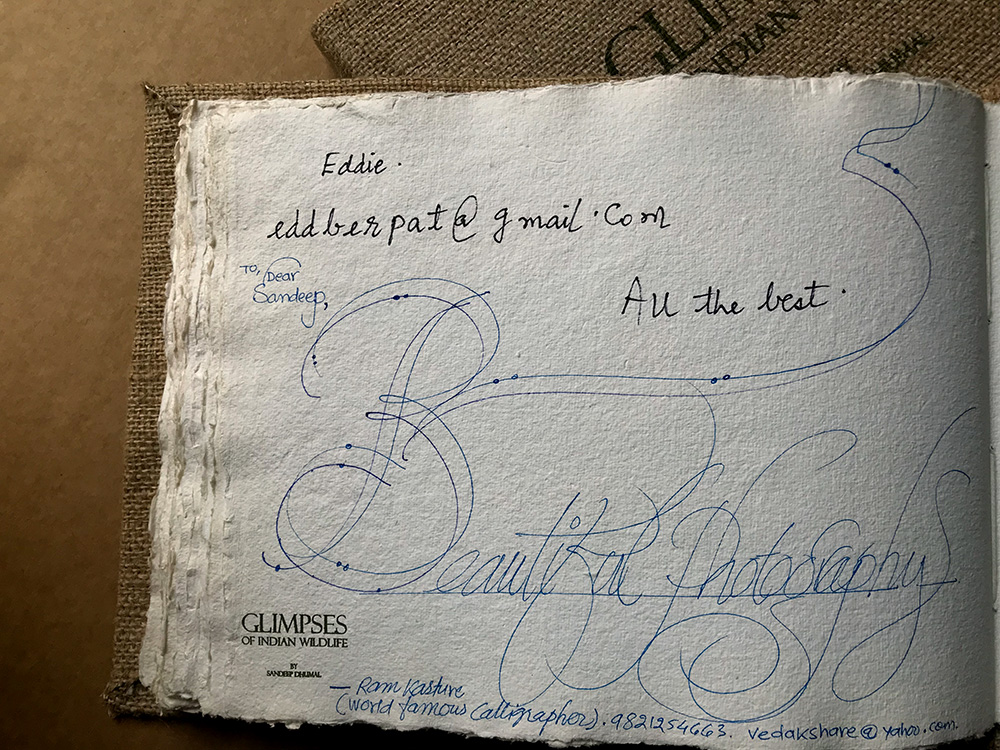 GLIM
INDIAN
HUMAL
Eddie.
eddberpat@gmail.com
All the best.
To, Dear
Sandeep,
Beautiful Photography
GLIMPSES
OF INDIAN WILDLIFE
BY
SANDEEP DHUMAL
— Ram Kasture
(World famous Calligrapher). 9821254663. vedakshare@yahoo.com.